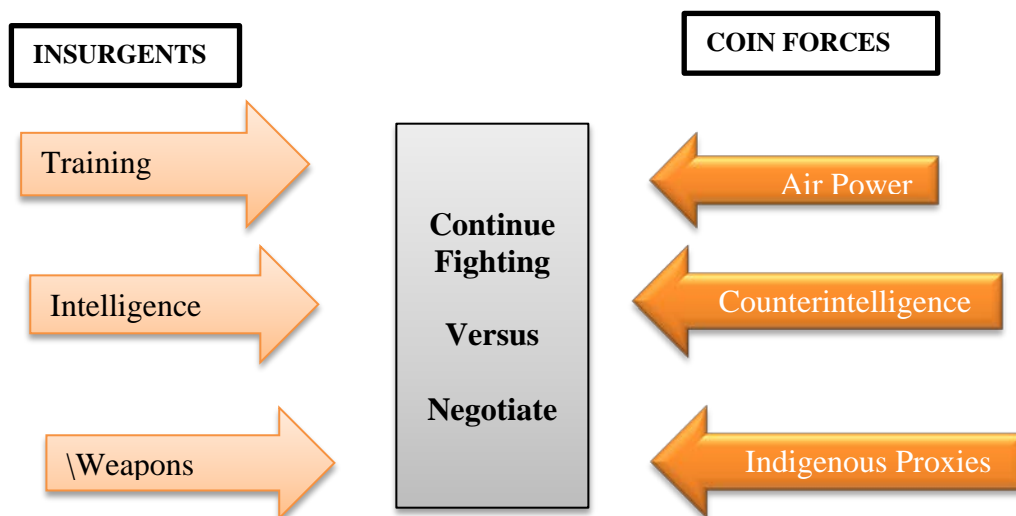 INSURGENTS
COIN FORCES
Training
Air Power
Continue
Fighting
Intelligence
Counterintelligence
Versus
Negotiate
\Weapons
Indigenous Proxies